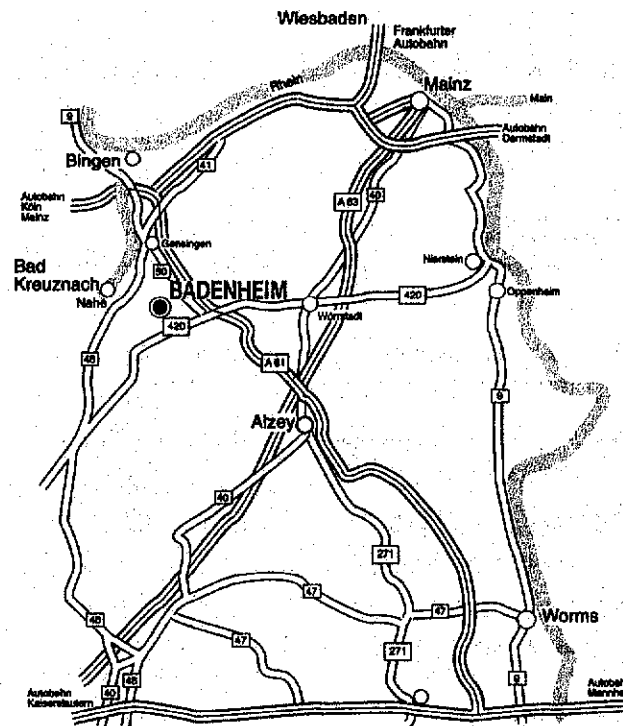 Wiesbaden
Frankfurter
Autobahn
Rhein
Mainz
Main
9
Autobahn
Darmstadt
Bingen
41
A 63
40
Autobahn
Köln
Mainz
Gensingen
Nierstein
Bad
Kreuznach
Nahe
50
BADENHEIM
420
Wörrstadt
420
Oppenheim
48
A 61
9
Alzey
40
271
47
47
Worms
48
47
271
40
48
9
Autobahn
Kaiserslautern
Autobahn